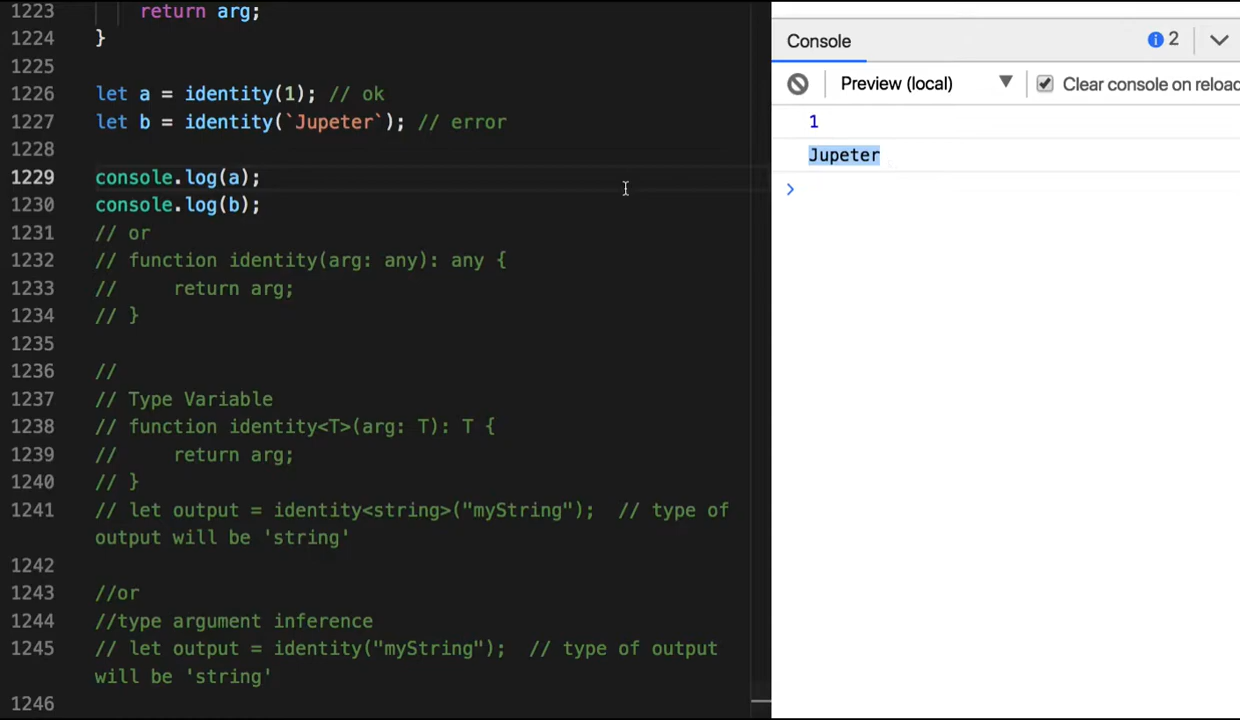 1223 return arg;
1224 }
1225
1226 let a = identity(1); // ok
1227 let b = identity(`Jupeter`); // error
1228
1229 console.log(a);
1230 console.log(b);
1231 // or
1232 // function identity(arg: any): any {
1233 // return arg;
1234 // }
1235
1236 //
1237 // Type Variable
1238 // function identity<T>(arg: T): T {
1239 // return arg;
1240 // }
1241 // let output = identity<string>("myString"); // type of
output will be 'string'
1242
1243 //or
1244 //type argument inference
1245 // let output = identity("myString"); // type of output
will be 'string'
1246
Console 2
Preview (local) ▼ Clear console on reload
1
Jupeter
>